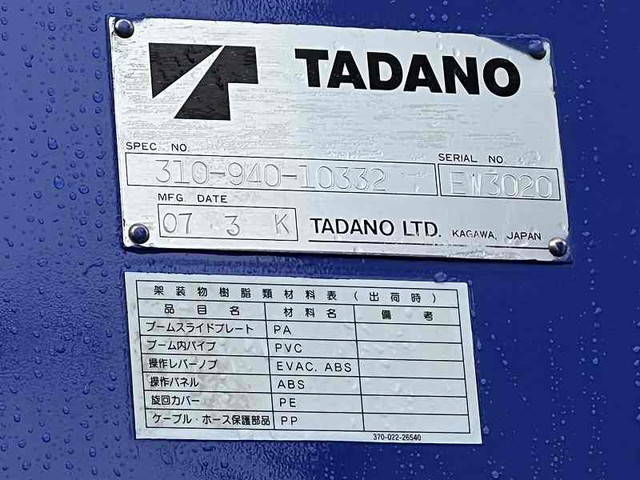 TADANO
SPEC NO. SERIAL NO.
310-940-10332 EW3020
MFG. DATE
07 3 K TADANO LTD. KAGAWA, JAPAN
架装物樹脂類材料表(出荷時)
品目名 材料名 備考
ブームスライドプレート PA
ブーム内パイプ PVC
操作レバーノブ EVAC. ABS
操作パネル ABS
旋回カバー PE
ケーブル・ホース保護部品 PP
370-022-26540